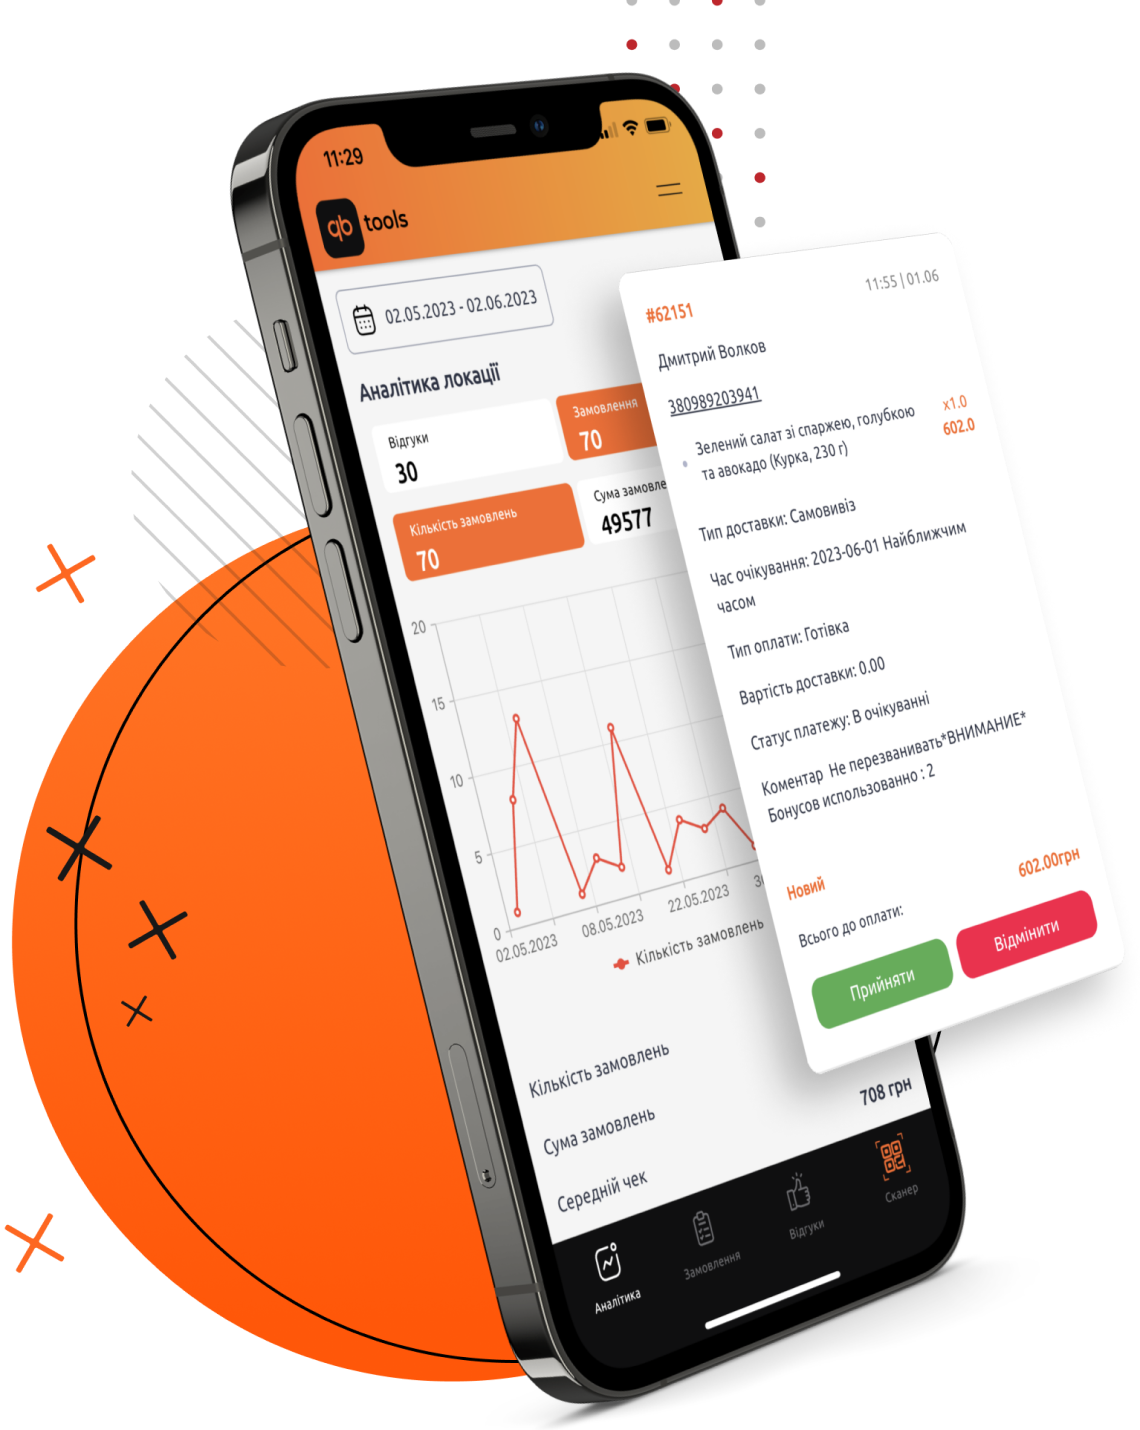 11:29
qb tools
02.05.2023 - 02.06.2023
Аналітика локації
Відгуки
30
Замовлення
70
Кількість замовлень
70
Сума замовле
49577
20
15
10
5
0
02.05.2023
08.05.2023
22.05.2023
Кількість замовлень
Кількість замовлень
Сума замовлень
Середній чек
708 грн
Аналітика
Замовлення
Відгуки
Сканер
11:55 | 01.06
#62151
Дмитрий Волков
380989203941
Зелений салат зі спаржею, голубкою
та авокадо (Курка, 230 г)
x1.0
602.0
Тип доставки: Самовивіз
Час очікування: 2023-06-01 Найближчим
часом
Тип оплати: Готівка
Вартість доставки: 0.00
Статус платежу: В очікуванні
Коментар Не перезванивать*ВНИМАНИЕ*
Бонусов использованно : 2
Новий
602.00грн
Всього до оплати:
Прийняти
Відмінити